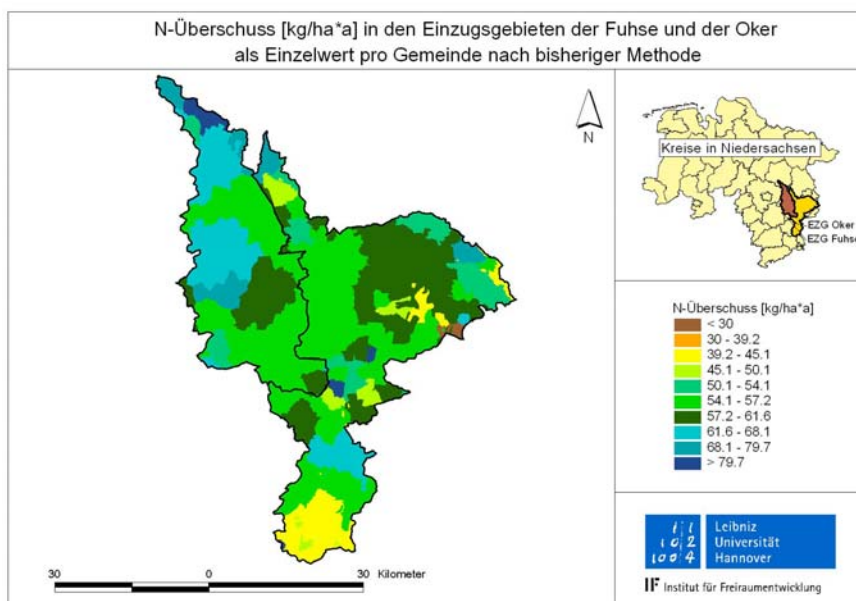 N-Überschuss [kg/ha*a] in den Einzugsgebieten der Fuhse und der Oker
als Einzelwert pro Gemeinde nach bisheriger Methode
N
Kreise in Niedersachsen
EZG Oker
EZG Fuhse
N-Überschuss [kg/ha*a]
< 30
30 - 39.2
39.2 - 45.1
45.1 - 50.1
50.1 - 54.1
54.1 - 57.2
57.2 - 61.6
61.6 - 68.1
68.1 - 79.7
> 79.7
30 0 30 Kilometer
11
102
1004
Leibniz
Universität
Hannover
IF Institut für Freiraumentwicklung